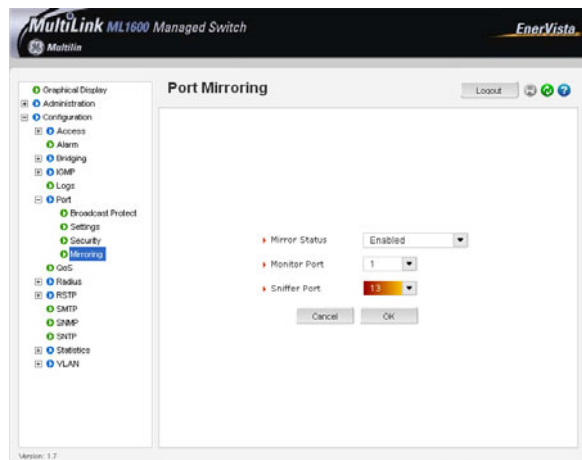 MultiLink ML1600 Managed Switch
EnerVista
Multilin
Port Mirroring
Logout
Graphical Display
Administration
Configuration
Access
Alarm
Bridging
IGMP
Logs
Port
Broadcast Protect
Settings
Security
Mirroring
QoS
Radius
RSTP
SMTP
SNMP
SNTP
Statistics
VLAN
Mirror Status Enabled
Monitor Port 1
Sniffer Port 13
Cancel OK
Version: 1.7